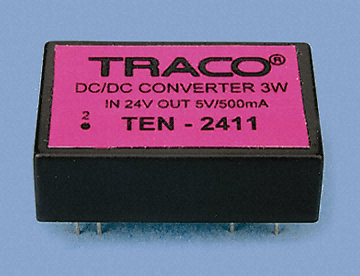 TRACO®
DC/DC CONVERTER 3W
IN 24V OUT 5V/500mA
2
TEN - 2411